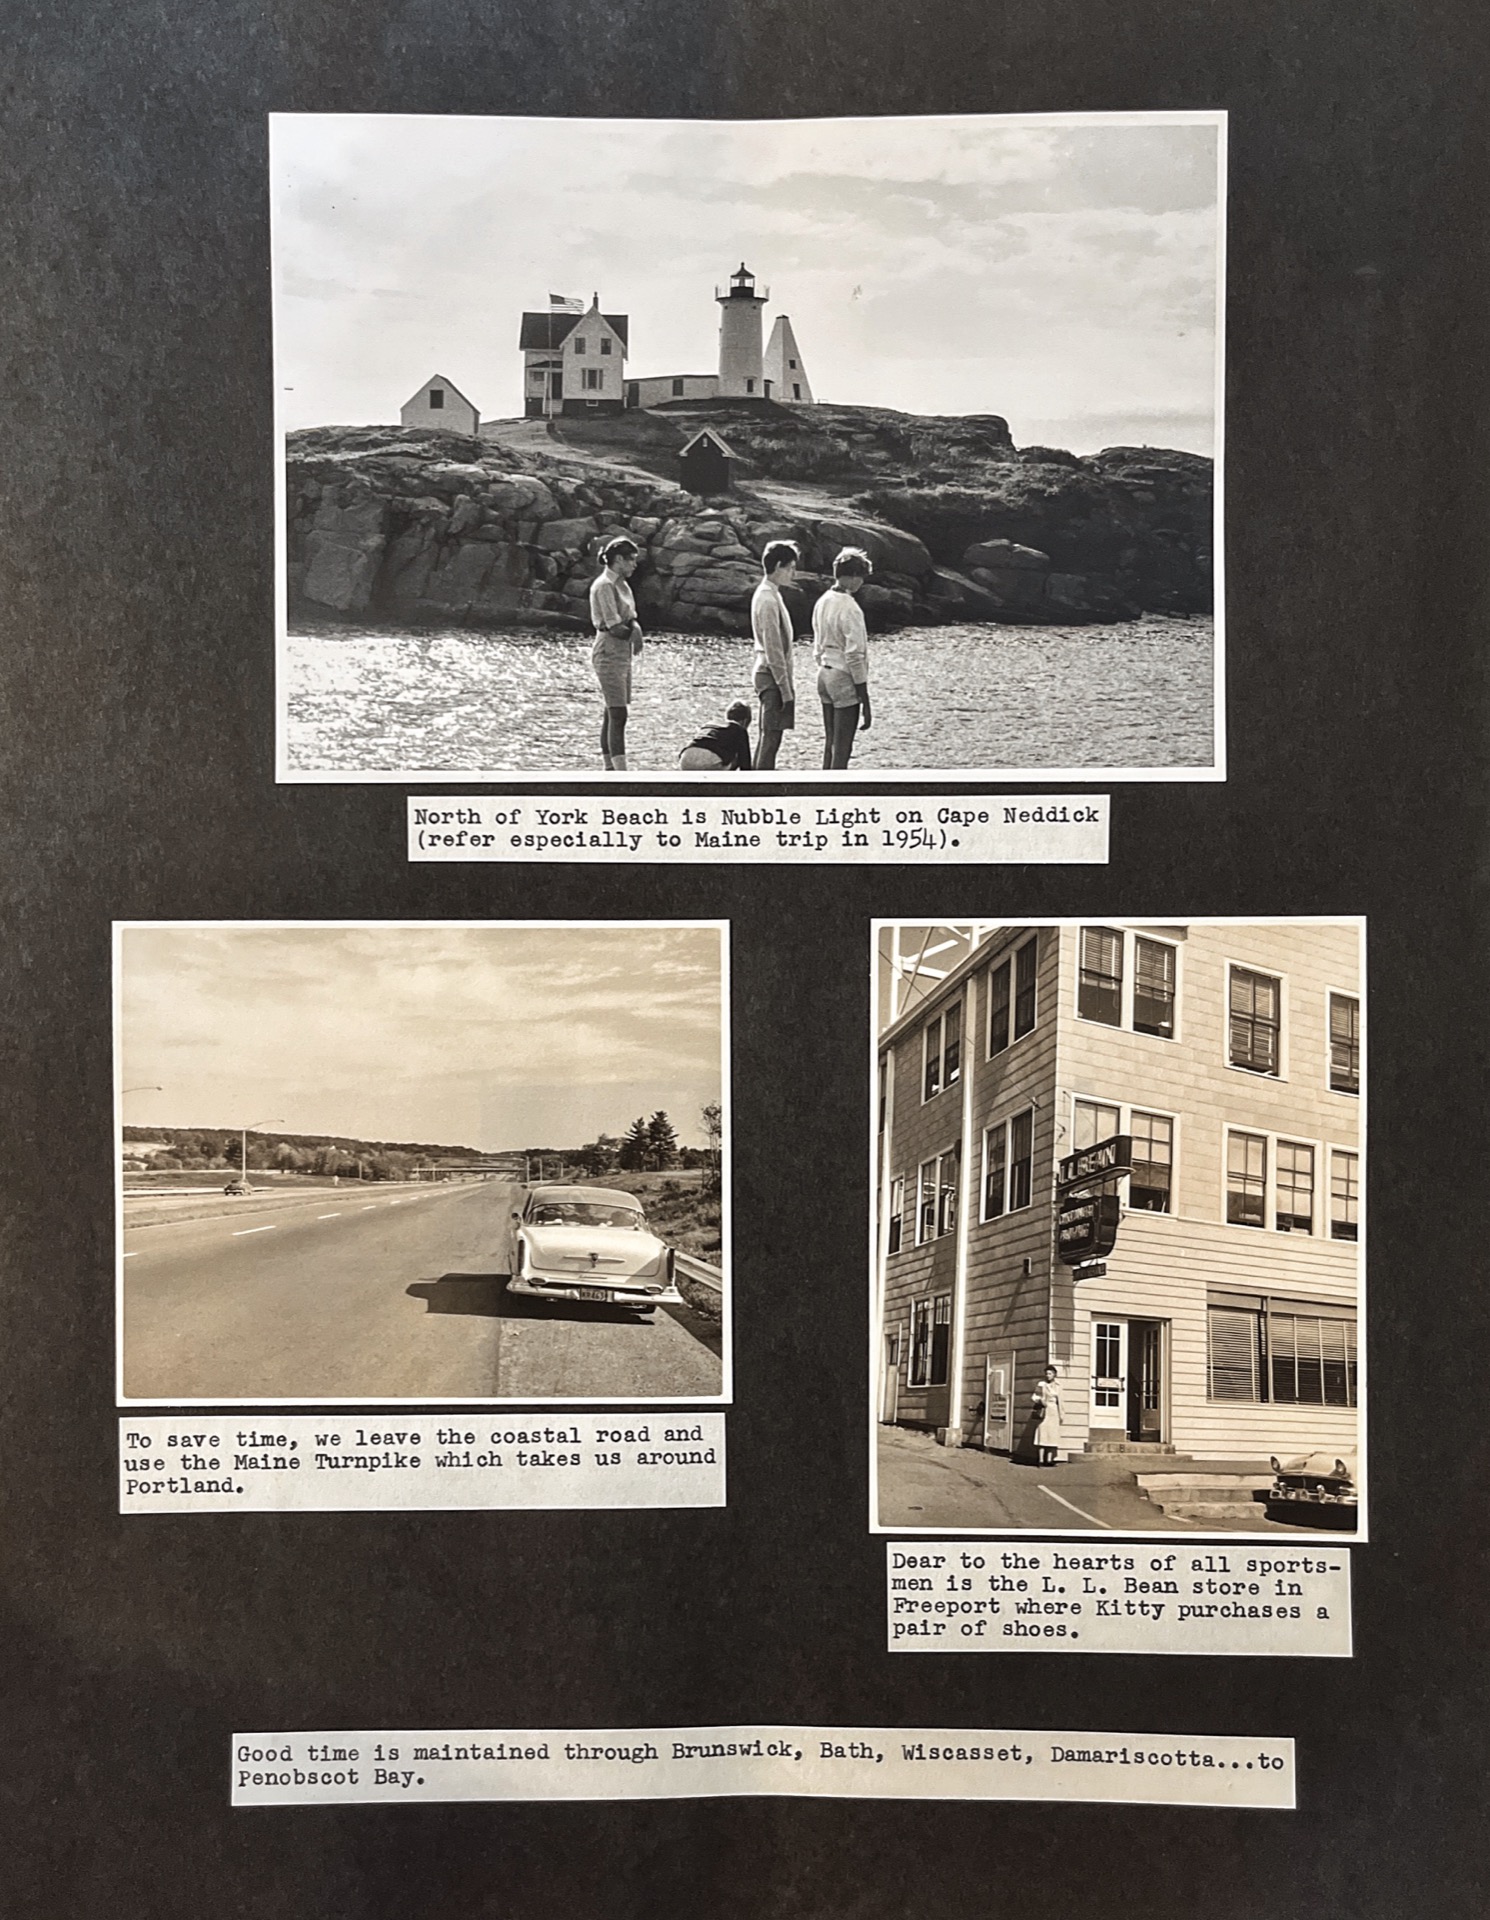 North of York Beach is Nubble Light on Cape Neddick
(refer especially to Maine trip in 1954).
To save time, we leave the coastal road and
use the Maine Turnpike which takes us around
Portland.
L.L.BEAN
Dear to the hearts of all sports-
men is the L. L. Bean store in
Freeport where Kitty purchases a
pair of shoes.
Good time is maintained through Brunswick, Bath, Wiscasset, Damariscotta...to
Penobscot Bay.